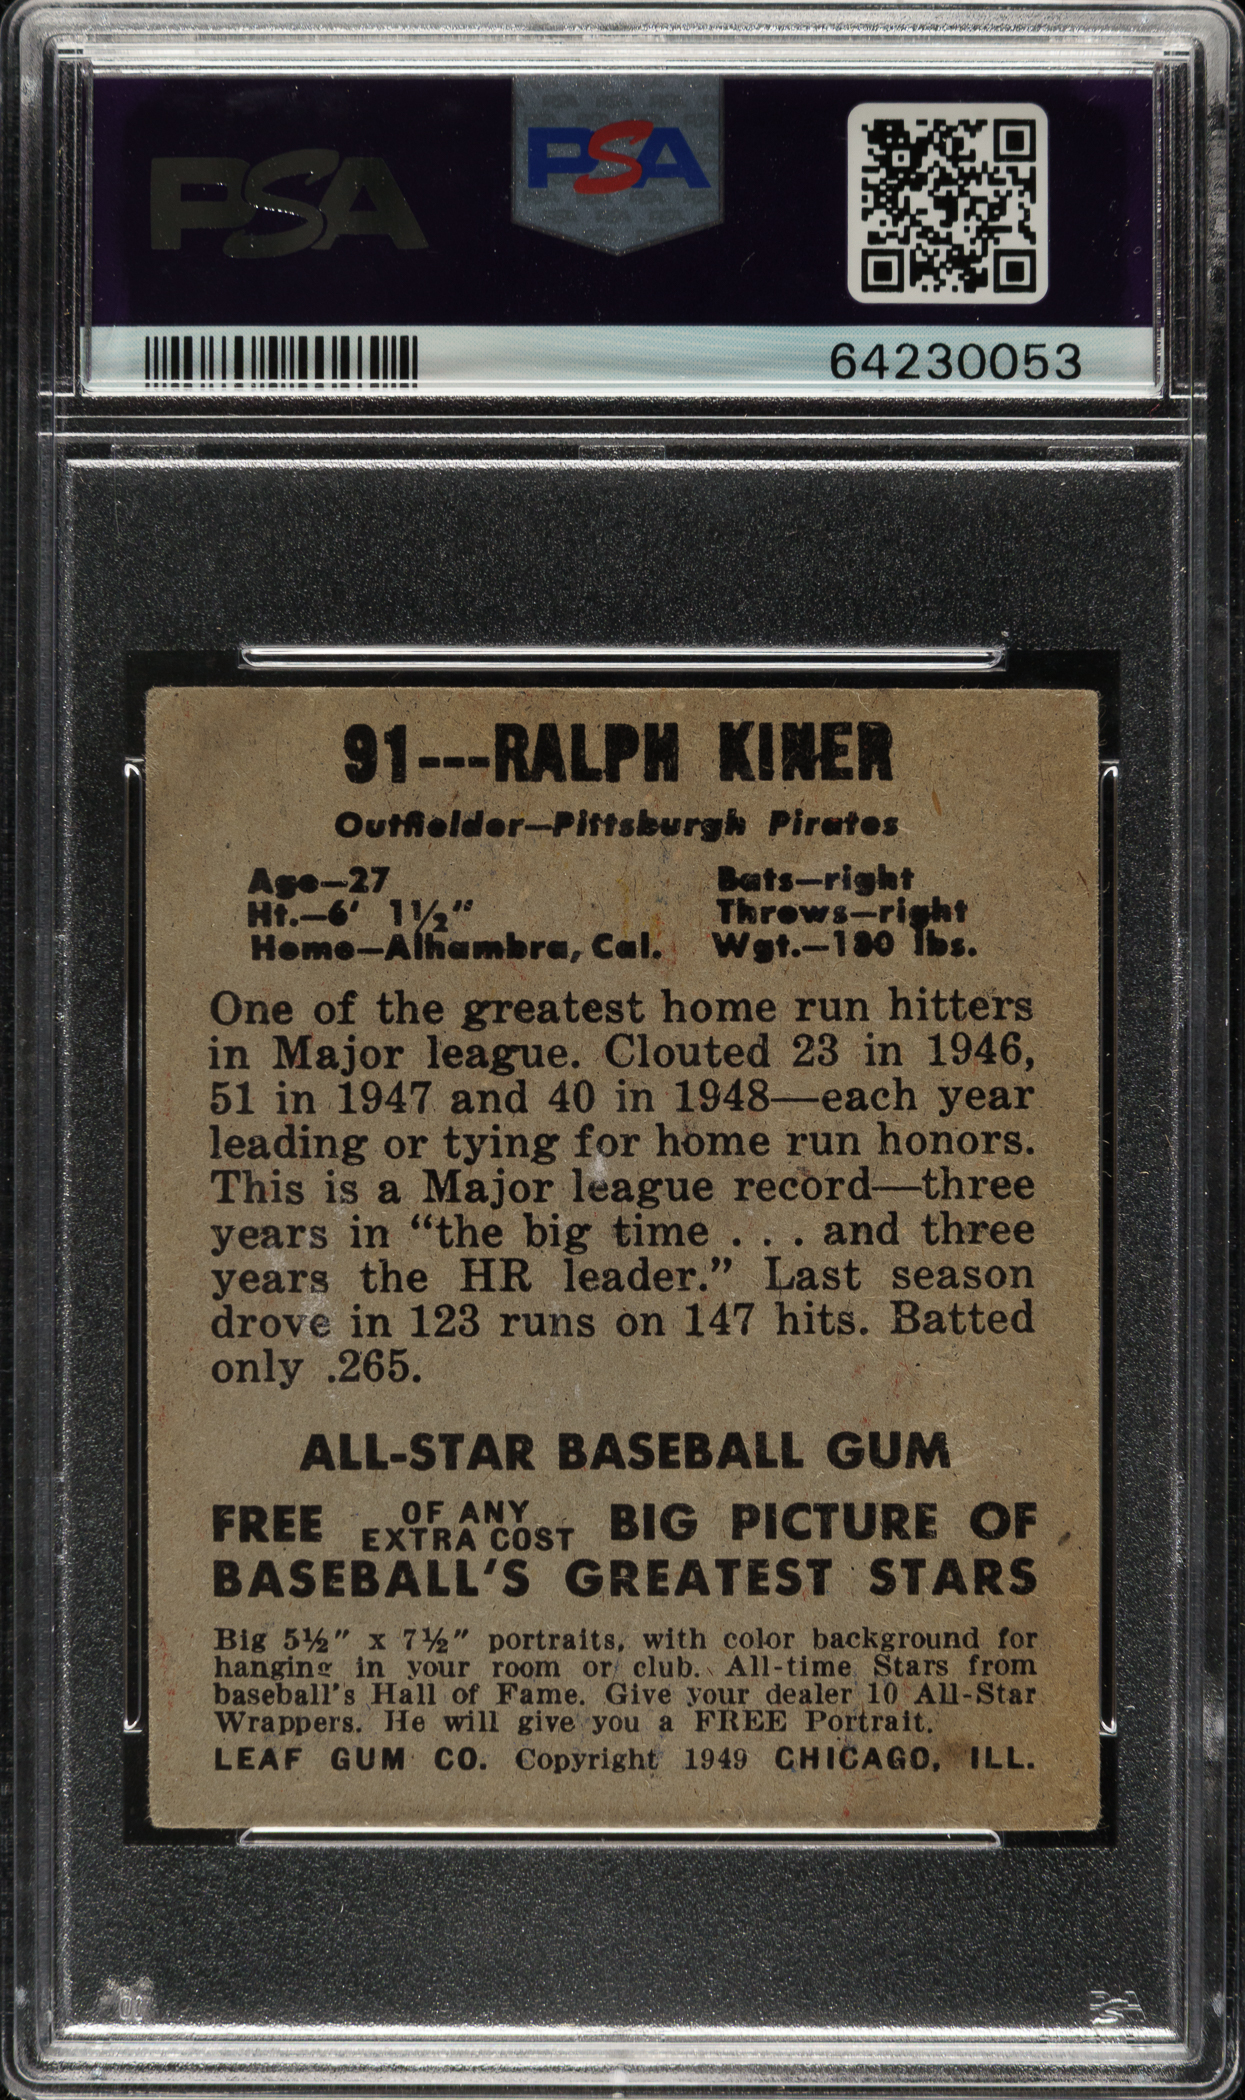 PSA
PSA
64230053
91---RALPH KINER
Outfielder—Pittsburgh Pirates
Age—27 Bats—right
Ht.—6' 1½" Throws—right
Home—Alhambra, Cal. Wgt.—180 lbs.
One of the greatest home run hitters
in Major league. Clouted 23 in 1946,
51 in 1947 and 40 in 1948—each year
leading or tying for home run honors.
This is a Major league record—three
years in “the big time . . . and three
years the HR leader.” Last season
drove in 123 runs on 147 hits. Batted
only .265.
ALL-STAR BASEBALL GUM
FREE OF ANY EXTRA COST BIG PICTURE OF
BASEBALL'S GREATEST STARS
Big 5½" x 7½" portraits, with color background for
hanging in your room or club. All-time Stars from
baseball's Hall of Fame. Give your dealer 10 All-Star
Wrappers. He will give you a FREE Portrait.
LEAF GUM CO. Copyright 1949 CHICAGO, ILL.
PSA